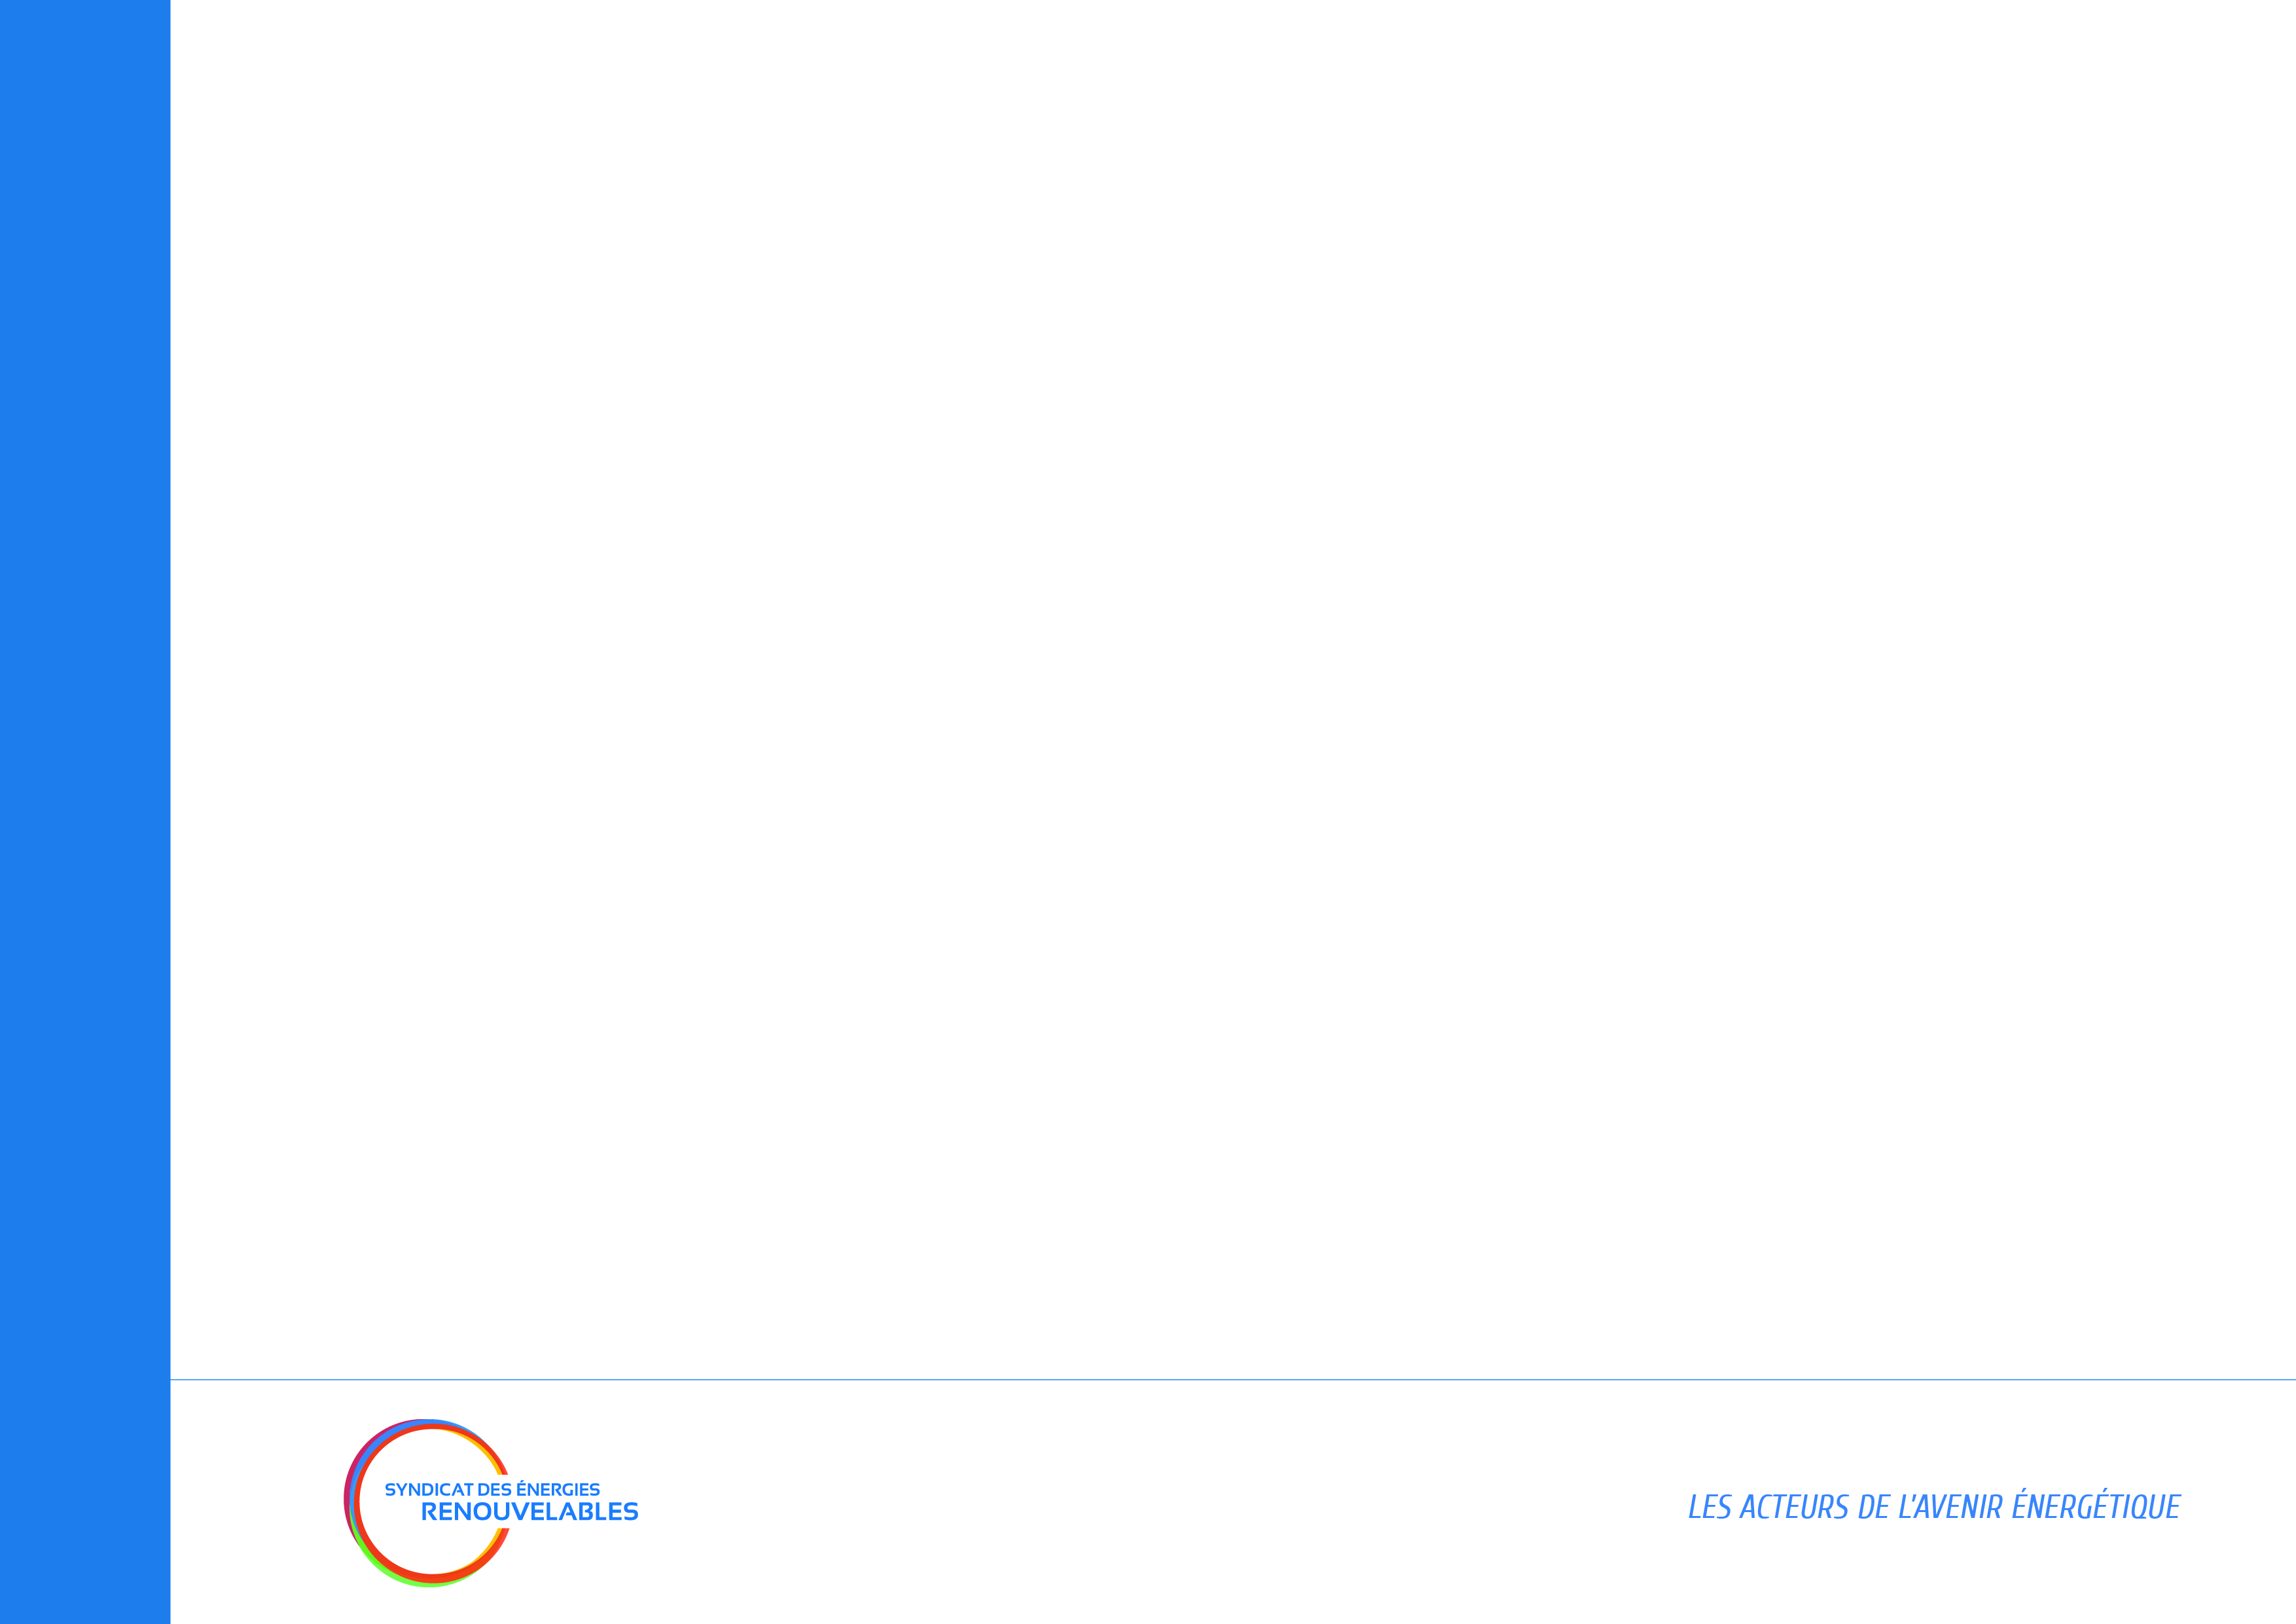 SYNDICAT DES ÉNERGIES
RENOUVELABLES
LES ACTEURS DE L'AVENIR ÉNERGÉTIQUE